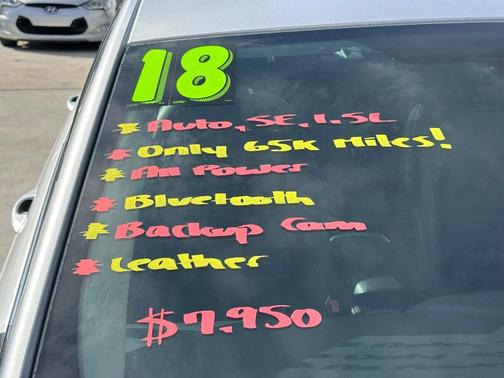 18
* Auto, SE, 1.5L
* Only 65K Miles!
* All Power
* Bluetooth
* Backup Cam
* Leather
$7,950